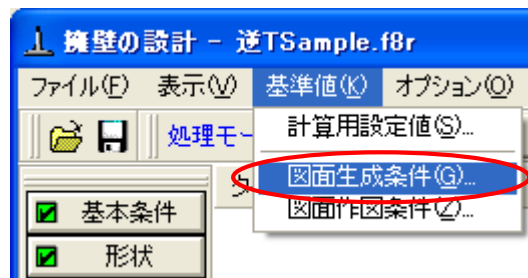 擁壁の設計 - 逆TSample.f8r
ファイル(F) 表示(V) 基準値(K) オプション(O)
処理モー
計算用設定値(S)...
図面生成条件(G)...
図面作図条件(Z)...
基本条件
形状